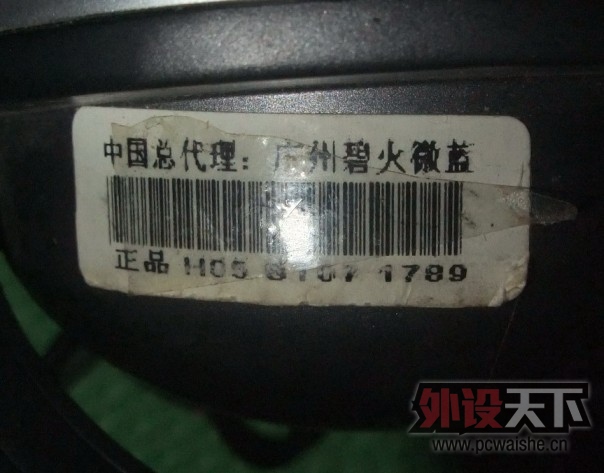 中国总代理：广州碧火微蓝
正品 H05 8107 1789
外设天下
www.pcwaishe.cn